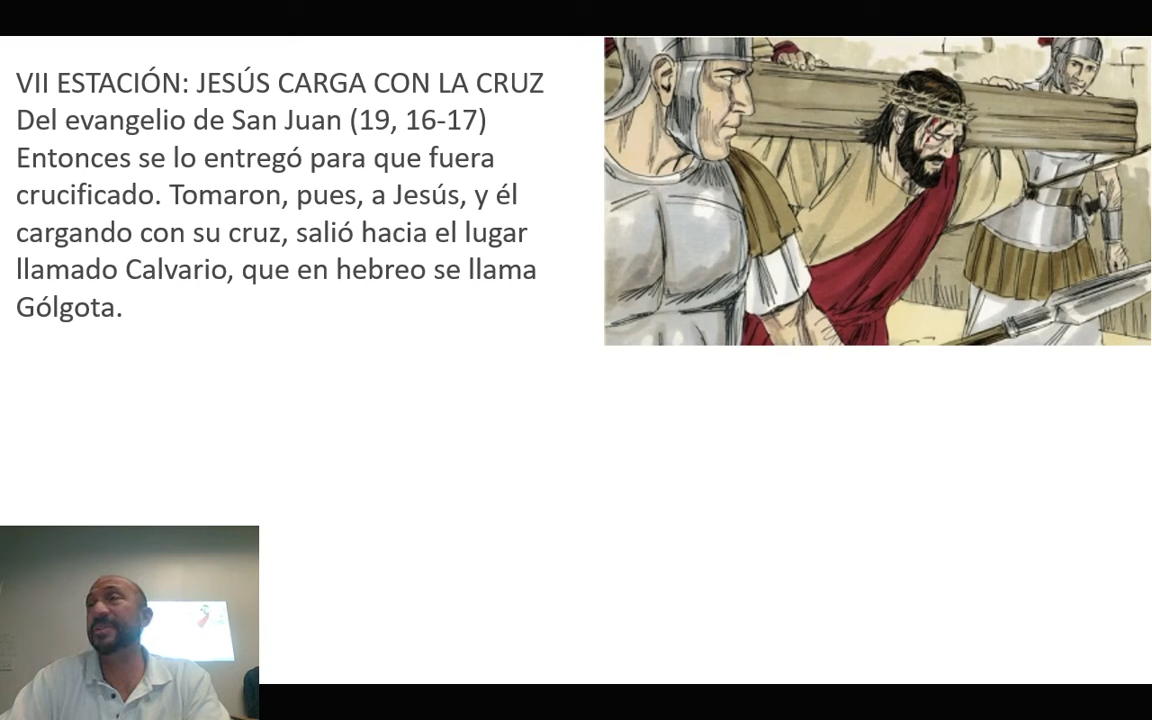 VII ESTACIÓN: JESÚS CARGA CON LA CRUZ
Del evangelio de San Juan (19, 16-17)
Entonces se lo entregó para que fuera
crucificado. Tomaron, pues, a Jesús, y él
cargando con su cruz, salió hacia el lugar
llamado Calvario, que en hebreo se llama
Gólgota.